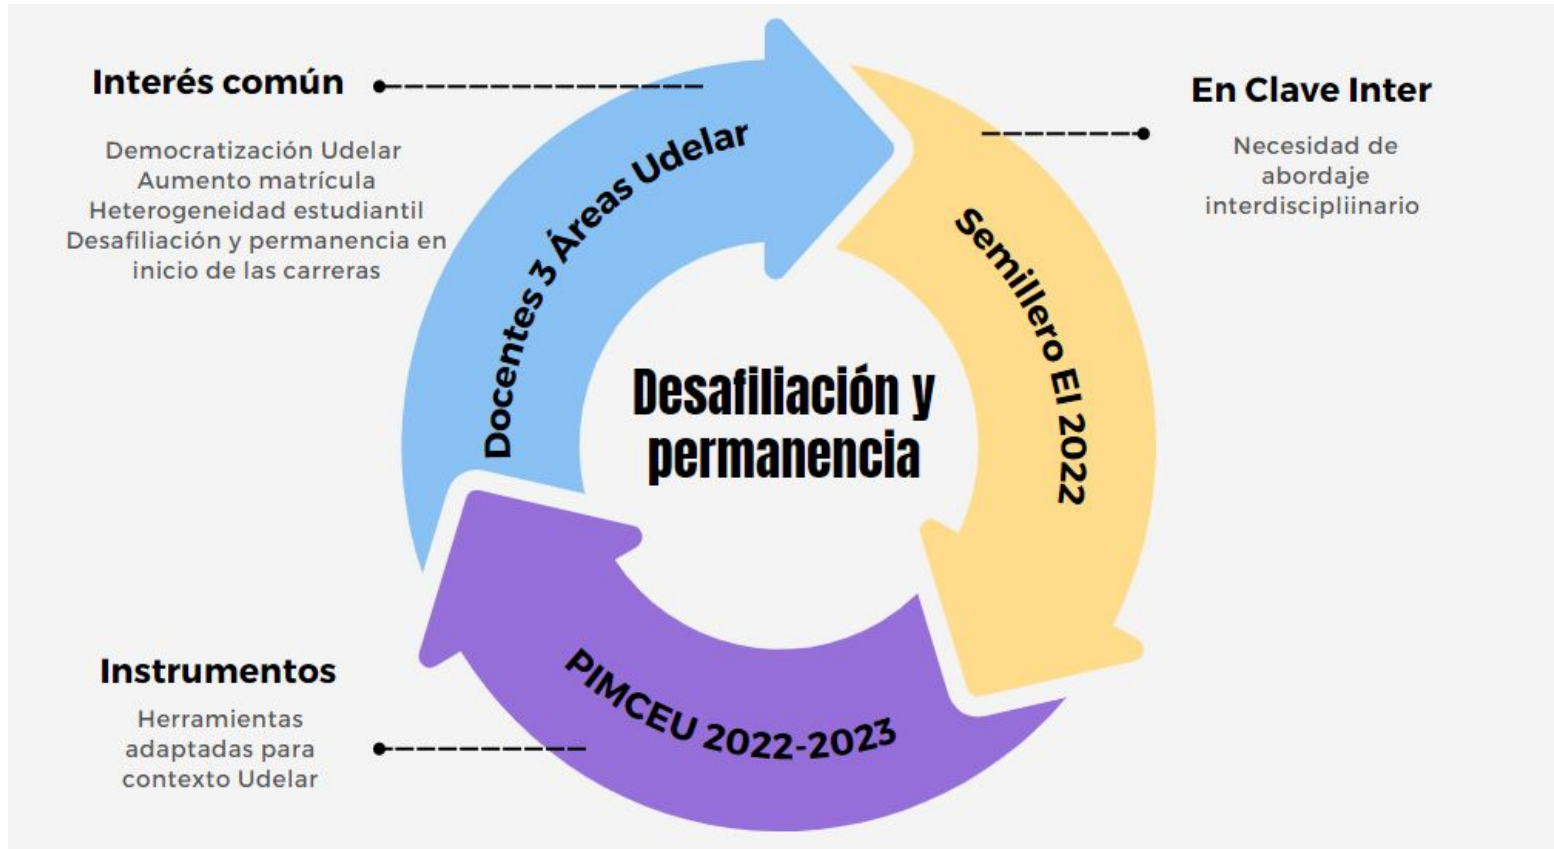 Interés común
Democratización Udelar
Aumento matrícula
Heterogeneidad estudiantil
Desafiliación y permanencia en
inicio de las carreras
Docentes 3 Áreas Udelar
En Clave Inter
Necesidad de
abordaje
interdiscipliinario
Semillero EI 2022
Desafiliación y
permanencia
Instrumentos
Herramientas
adaptadas para
contexto Udelar
PIMCEU 2022-2023